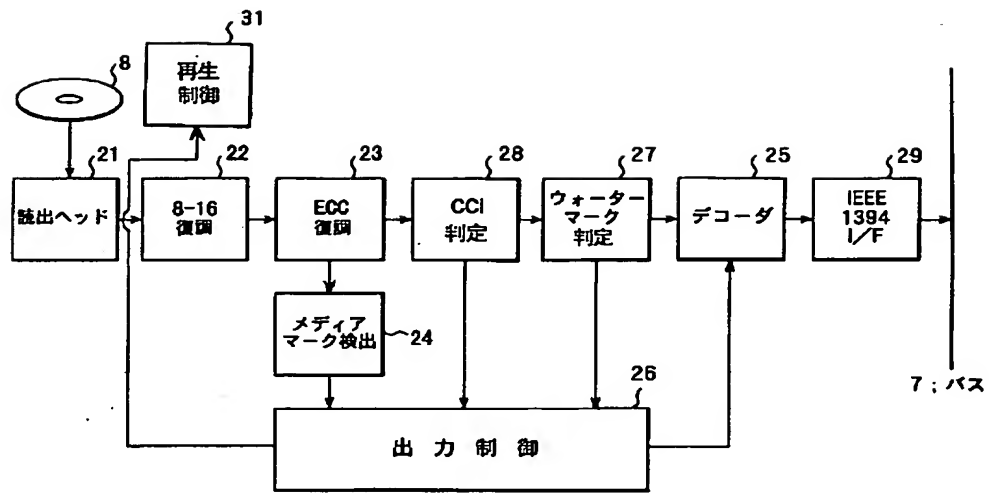 31
8
再生
制御
21
22
23
28
27
25
29
読出ヘッド
8-16
復調
ECC
復調
CCI
判定
ウォーター
マーク
判定
デコーダ
IEEE
1394
I/F
メディア
マーク検出
24
26
7;バス
出力制御